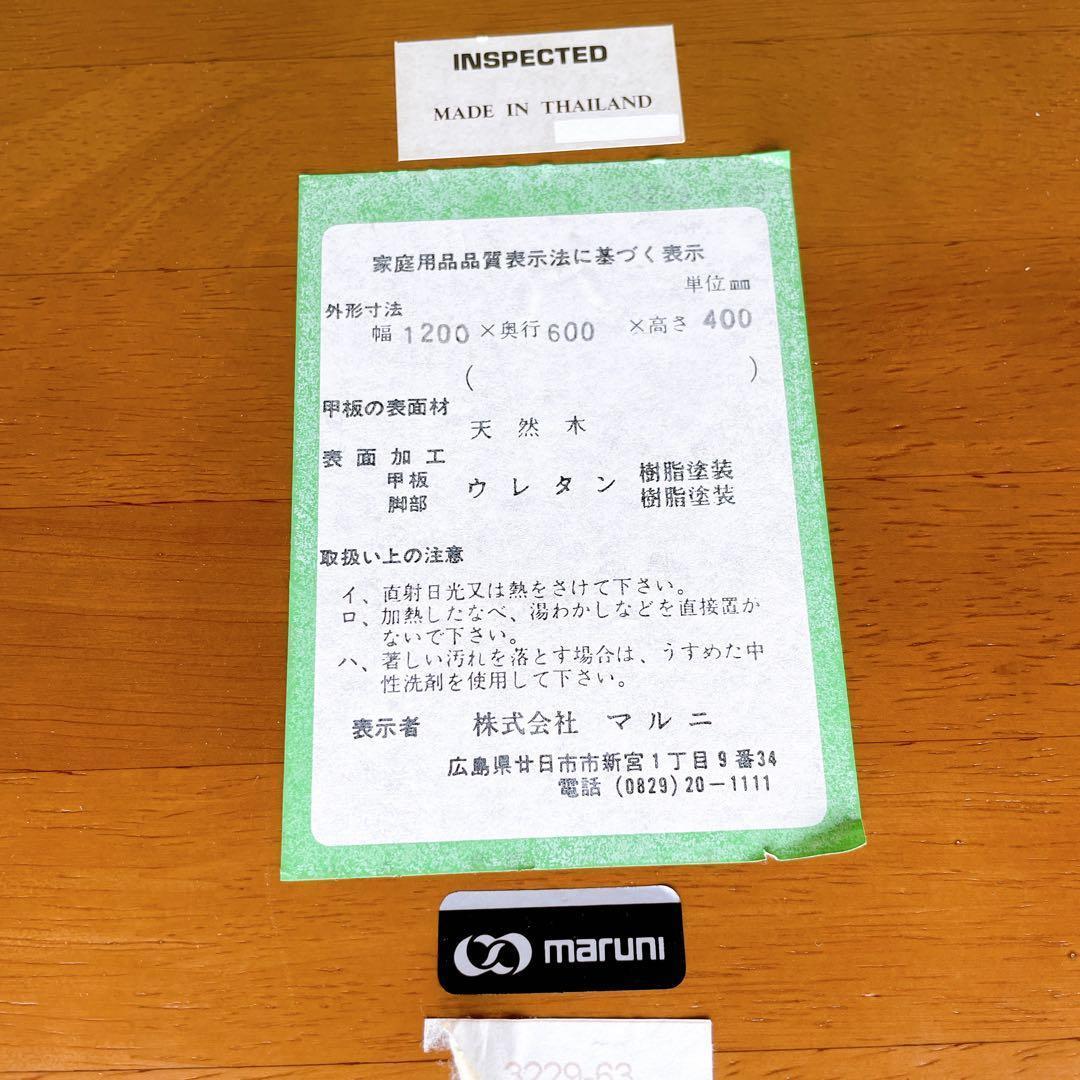 INSPECTED
MADE IN THAILAND
家庭用品品質表示法に基づく表示
単位㎜
外形寸法
幅 1200 ×奥行 600 ×高さ 400
( )
甲板の表面材
天然木
表面加工
甲板 ウレタン 樹脂塗装
脚部 樹脂塗装
取扱い上の注意
イ、直射日光又は熱をさけて下さい。
ロ、加熱したなべ、湯わかしなどを直接置か
ないで下さい。
ハ、著しい汚れを落とす場合は、うすめた中
性洗剤を使用して下さい。
表示者 株式会社 マルニ
広島県廿日市市新宮1丁目9番34
電話 (0829)20-1111
maruni
3229-63